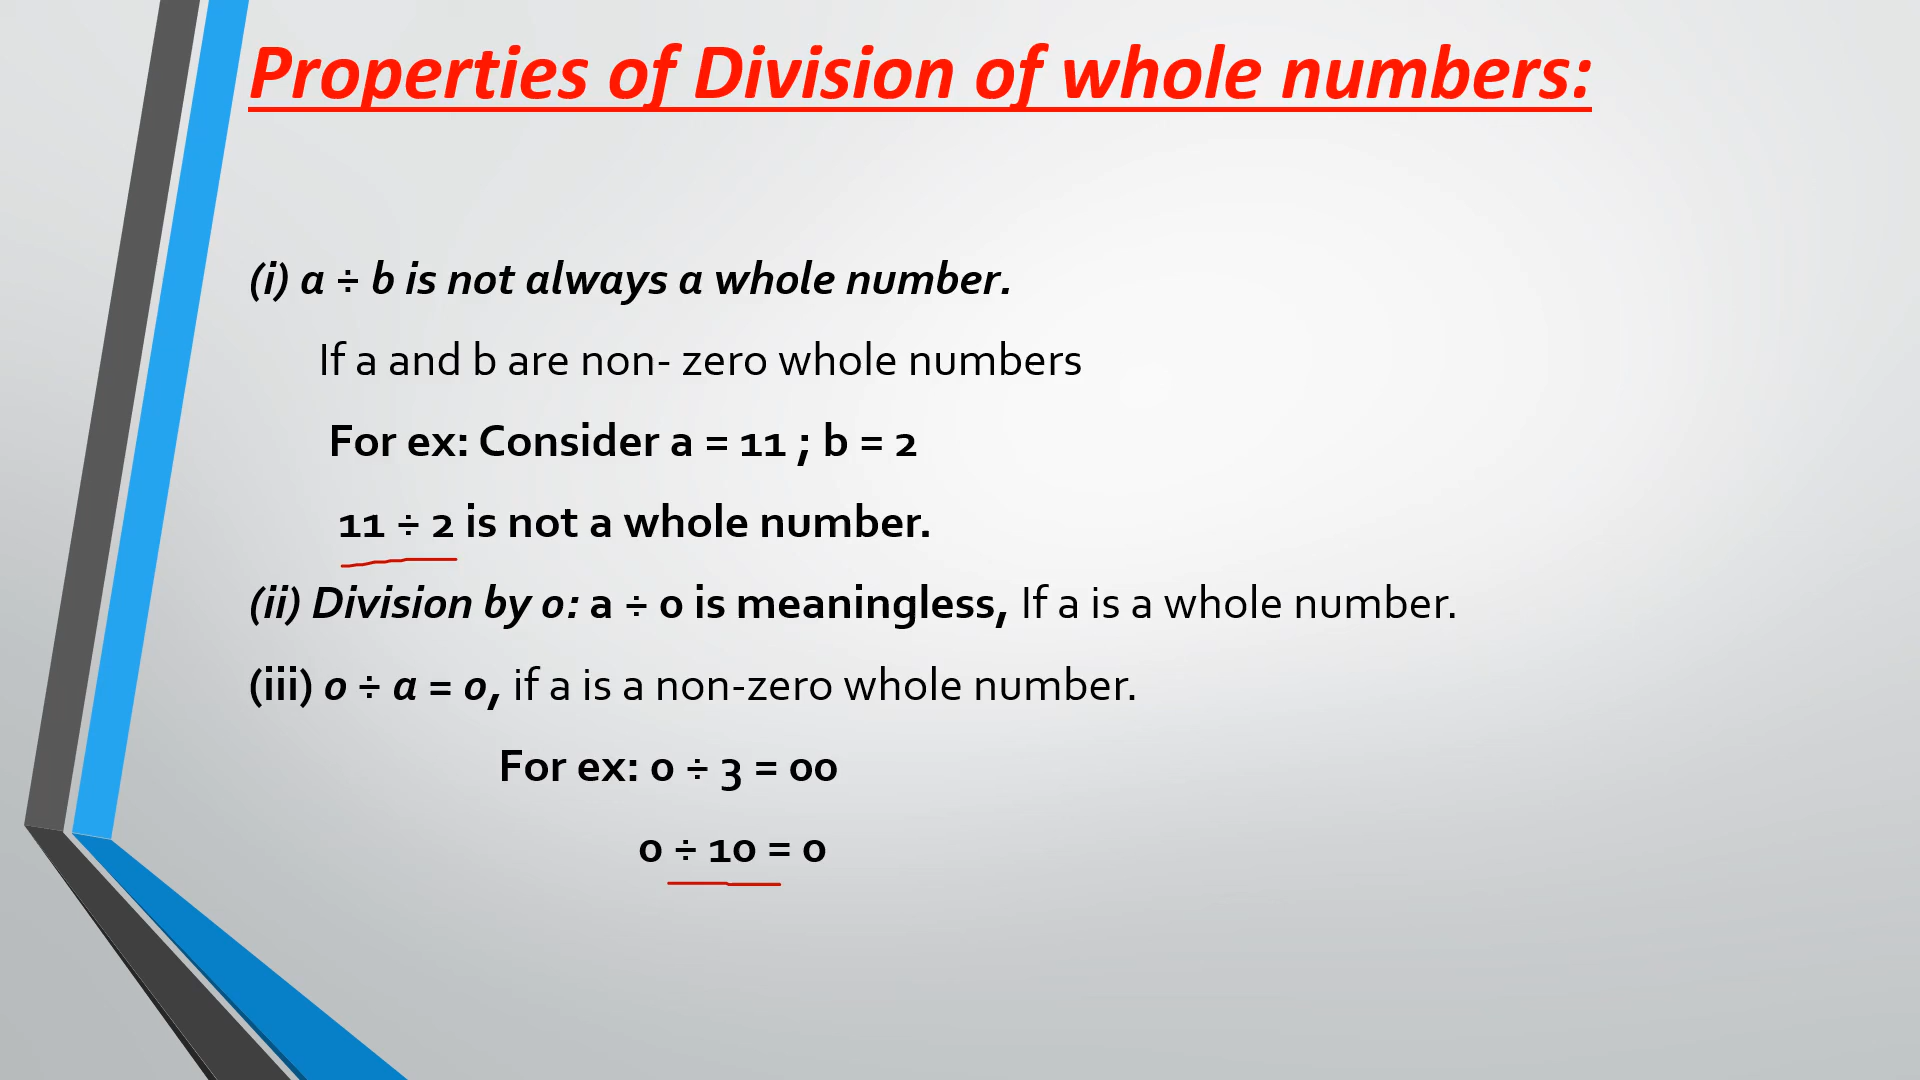 Properties of Division of whole numbers:
(i) a ÷ b is not always a whole number.
If a and b are non- zero whole numbers
For ex: Consider a = 11 ; b = 2
11 ÷ 2 is not a whole number.
(ii) Division by 0: a ÷ 0 is meaningless, If a is a whole number.
(iii) 0 ÷ a = 0, if a is a non-zero whole number.
For ex: 0 ÷ 3 = 00
0 ÷ 10 = 0